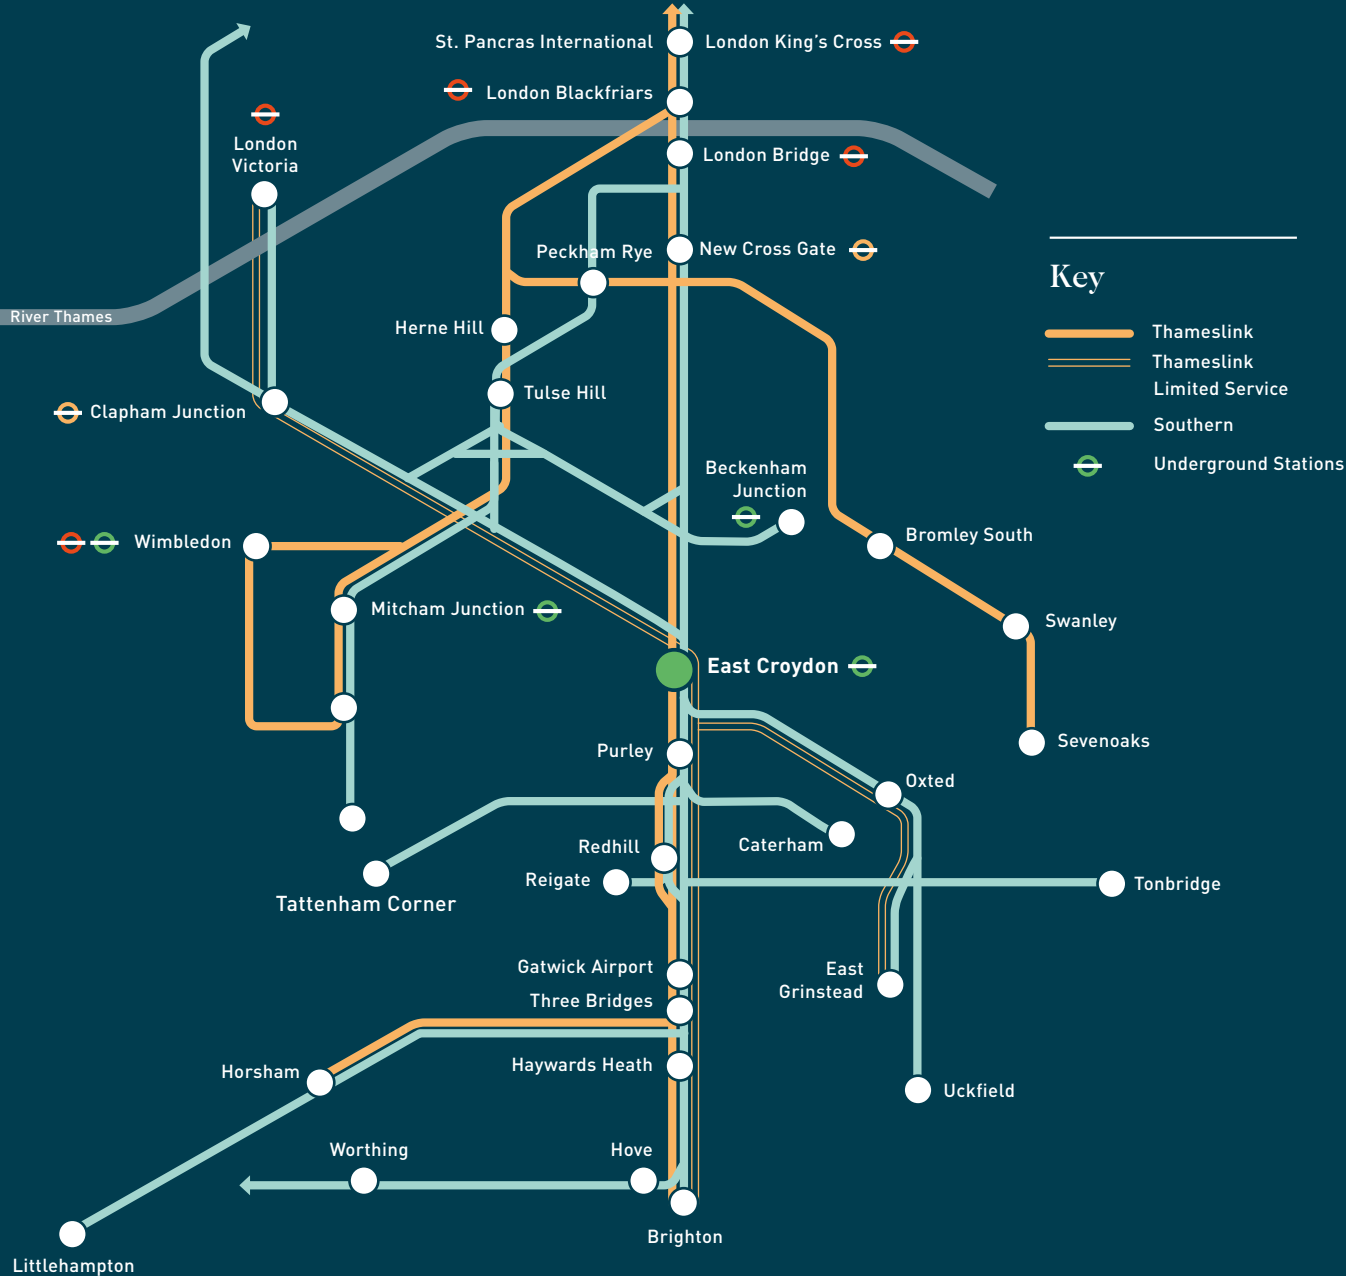 St. Pancras International
London King's Cross
London Blackfriars
London
Victoria
London Bridge
Peckham Rye
New Cross Gate
Key
River Thames
Herne Hill
Thameslink
Thameslink
Limited Service
Tulse Hill
Clapham Junction
Southern
Beckenham
Junction
Underground Stations
Wimbledon
Bromley South
Mitcham Junction
Swanley
East Croydon
Purley
Sevenoaks
Oxted
Redhill
Caterham
Reigate
Tonbridge
Tattenham Corner
Gatwick Airport
East
Grinstead
Three Bridges
Haywards Heath
Horsham
Uckfield
Worthing
Hove
Brighton
Littlehampton